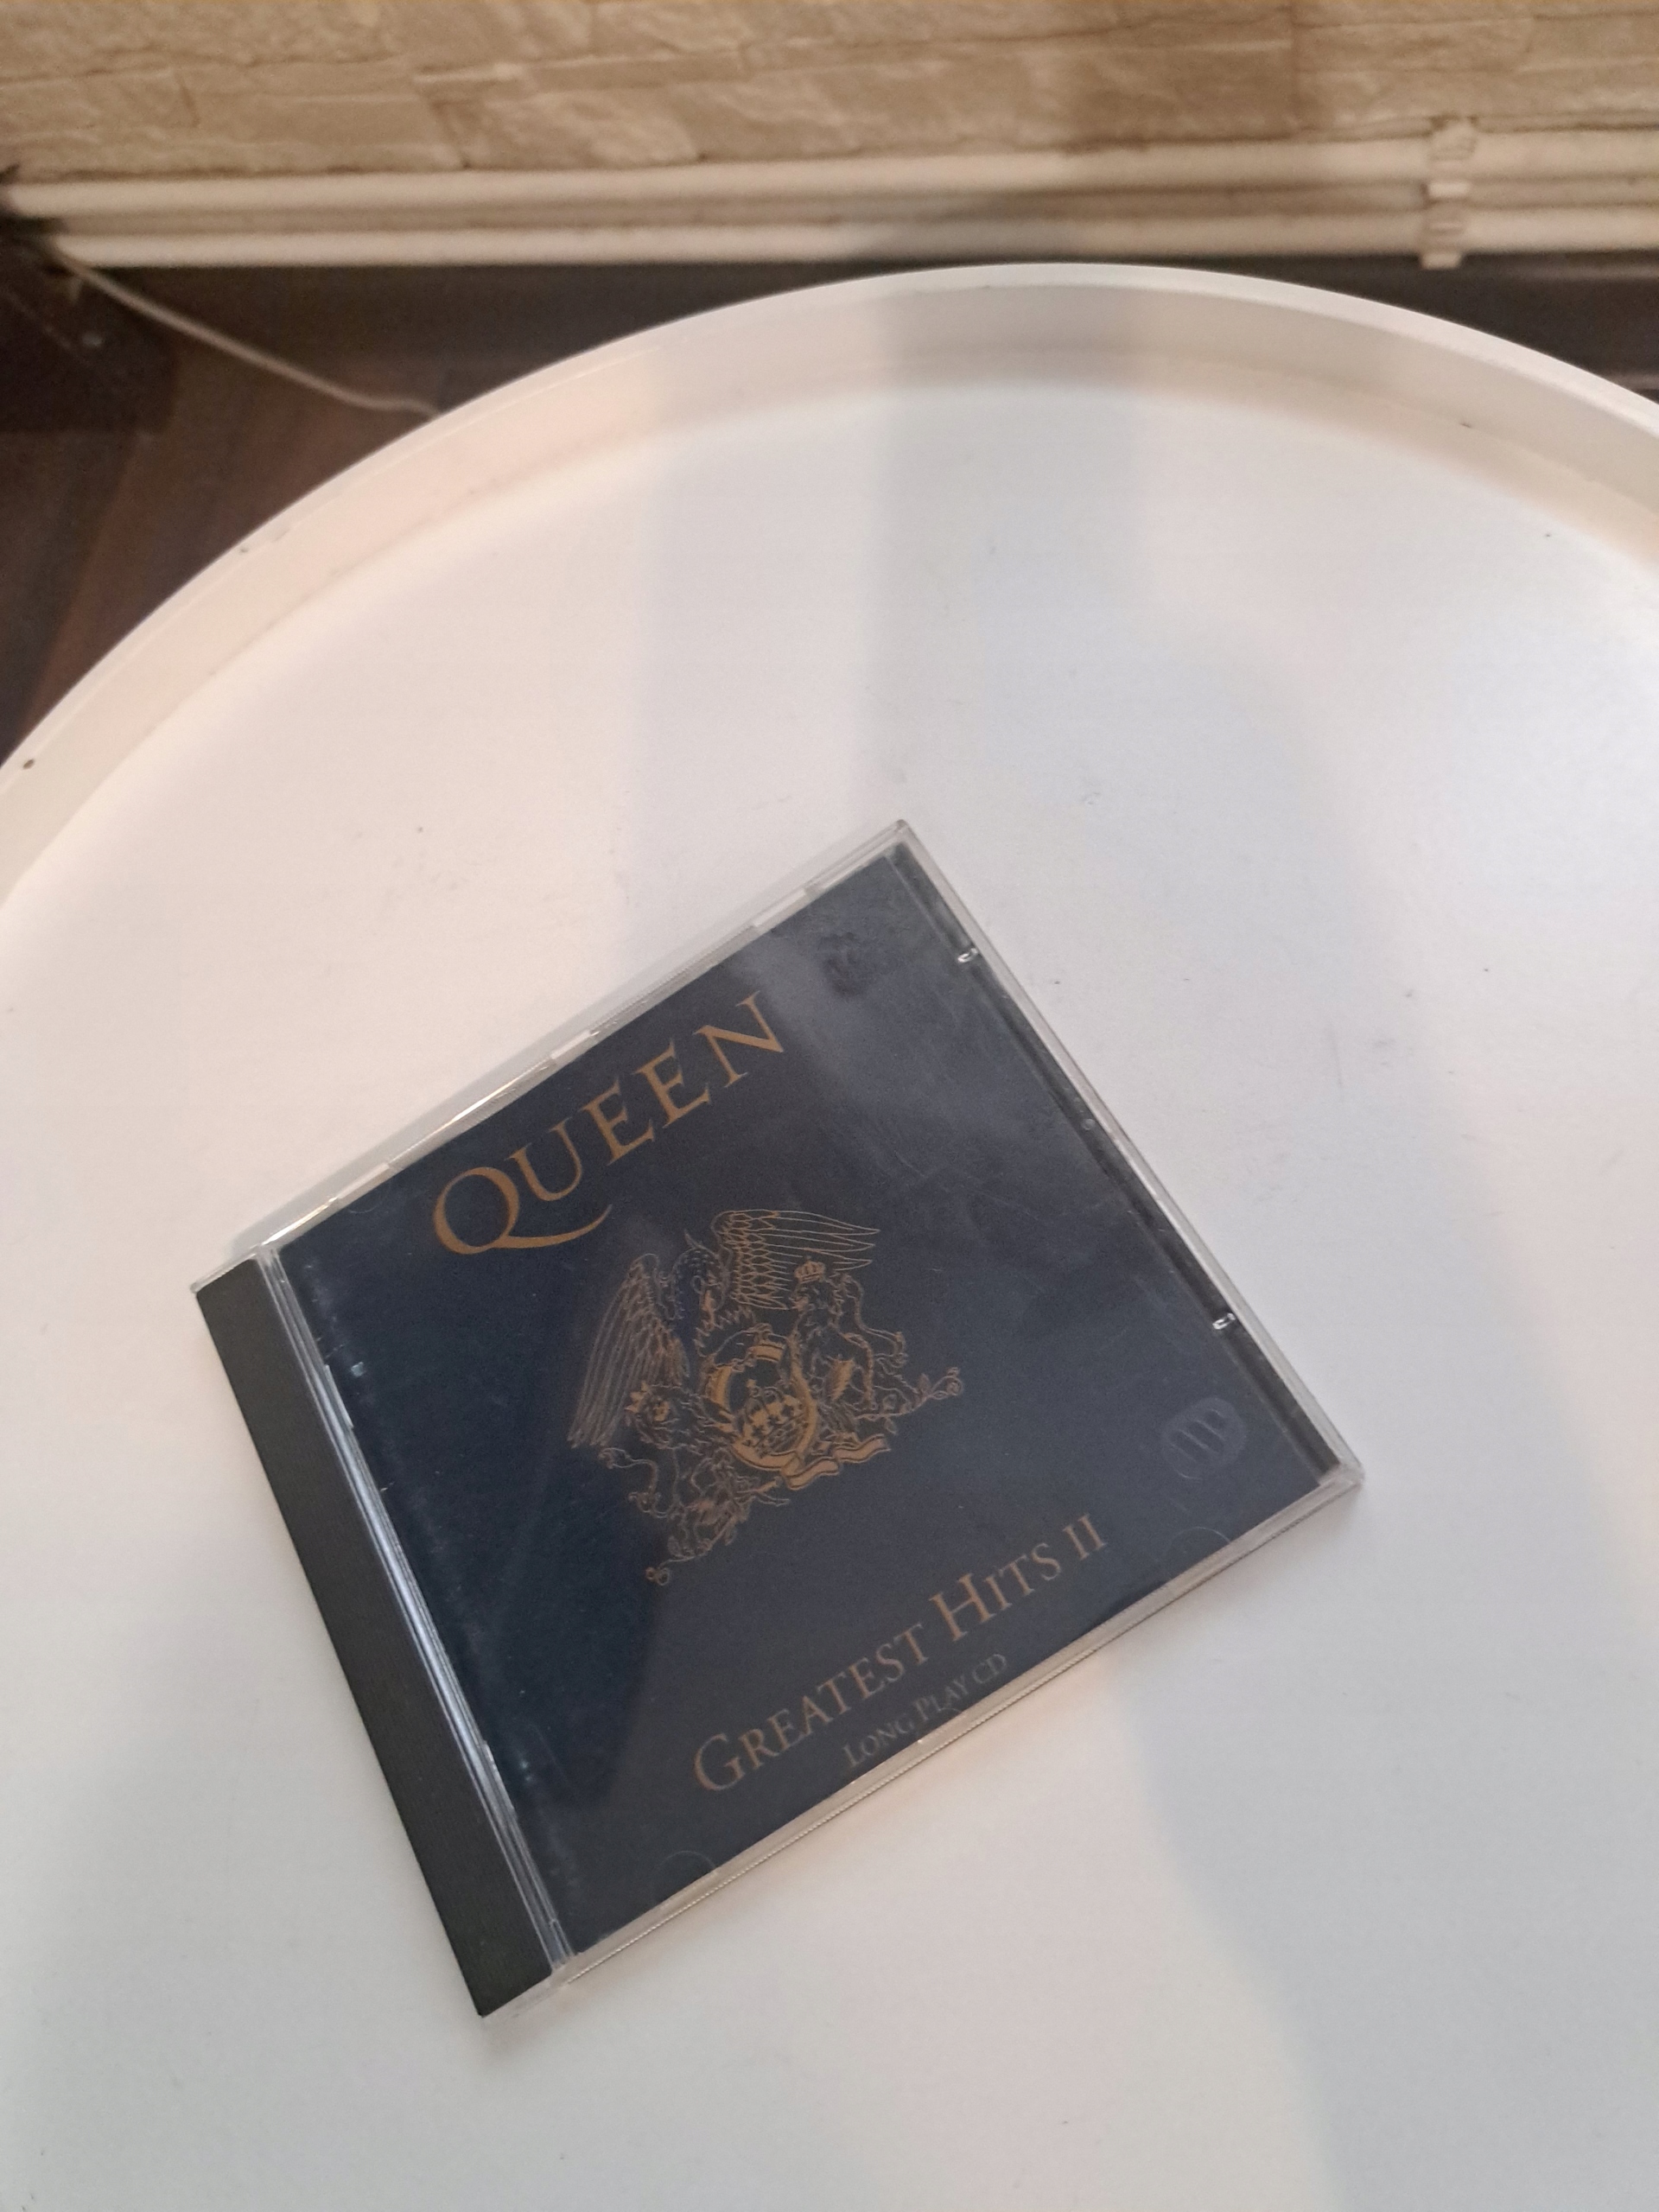 QUEEN
GREATEST HITS II
LONG PLAY CD